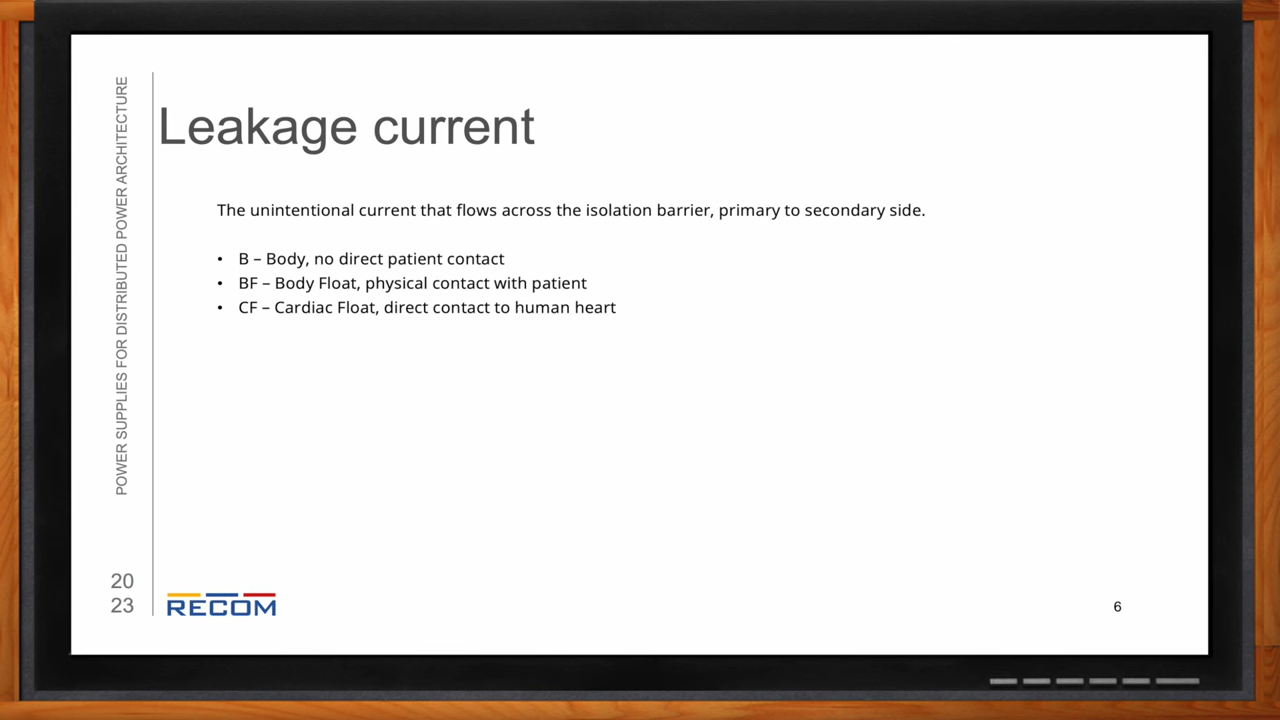 POWER SUPPLIES FOR DISTRIBUTED POWER ARCHITECTURE
Leakage current
The unintentional current that flows across the isolation barrier, primary to secondary side.
• B – Body, no direct patient contact
• BF – Body Float, physical contact with patient
• CF – Cardiac Float, direct contact to human heart
20
23
RECOM
6